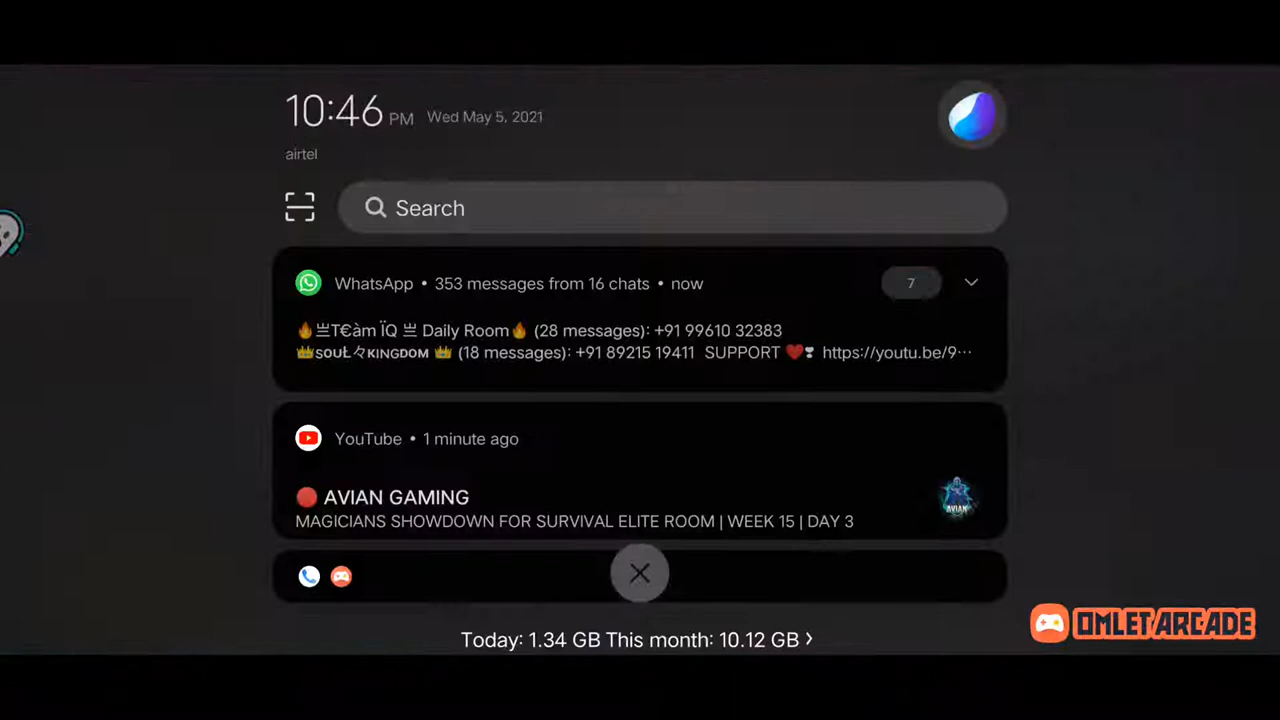 10:46 PM Wed May 5, 2021
airtel
Search
WhatsApp • 353 messages from 16 chats • now 7
🔥亗T€àm ÏQ 亗 Daily Room🔥 (28 messages): +91 99610 32383
👑ꜱᴏᴜŁ々ᴋɪɴɢᴅᴏᴍ 👑 (18 messages): +91 89215 19411 SUPPORT ❤️❣ https://youtu.be/9…
YouTube • 1 minute ago
🔴 AVIAN GAMING
MAGICIANS SHOWDOWN FOR SURVIVAL ELITE ROOM | WEEK 15 | DAY 3
AVIAN
Today: 1.34 GB This month: 10.12 GB >
OMLET ARCADE